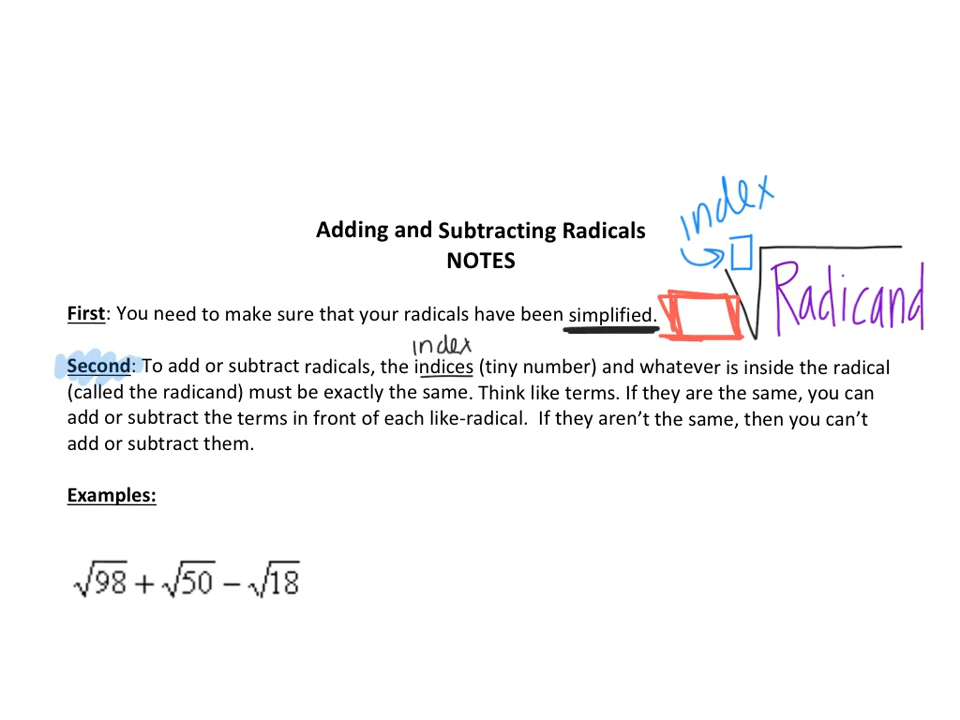 index
Adding and Subtracting Radicals
NOTES
Radicand
First: You need to make sure that your radicals have been simplified.
index
Second: To add or subtract radicals, the indices (tiny number) and whatever is inside the radical
(called the radicand) must be exactly the same. Think like terms. If they are the same, you can
add or subtract the terms in front of each like-radical. If they aren't the same, then you can't
add or subtract them.
Examples:
√98 + √50 − √18